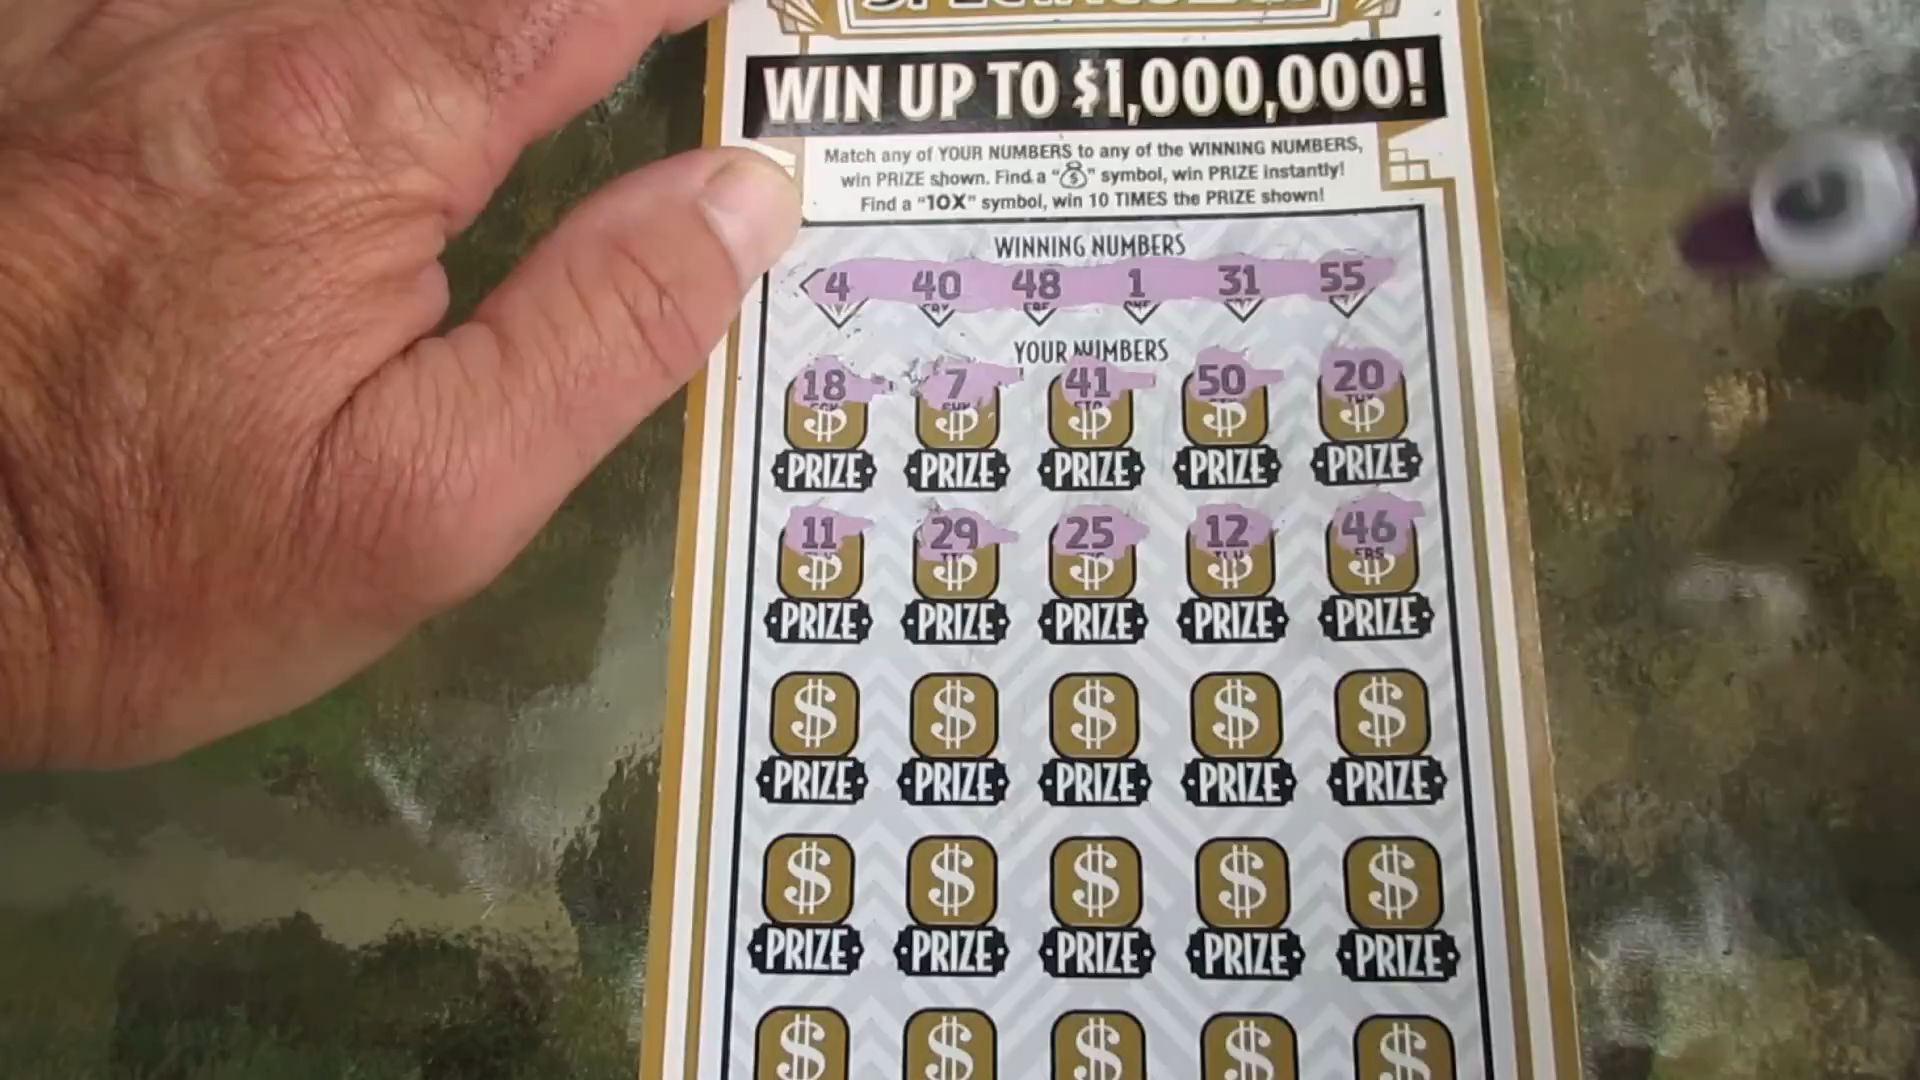 WIN UP TO $1,000,000!
Match any of YOUR NUMBERS to any of the WINNING NUMBERS,
win PRIZE shown. Find a "$" symbol, win PRIZE instantly!
Find a "10X" symbol, win 10 TIMES the PRIZE shown!
WINNING NUMBERS
4 40 48 1 31 55
YOUR NUMBERS
18 7 41 50 20
$ $ $ $ $
PRIZE PRIZE PRIZE PRIZE PRIZE
11 29 25 12 46
$ $ $ $ $
PRIZE PRIZE PRIZE PRIZE PRIZE
$ $ $ $ $
PRIZE PRIZE PRIZE PRIZE PRIZE
$ $ $ $ $
PRIZE PRIZE PRIZE PRIZE PRIZE
$ $ $ $ $